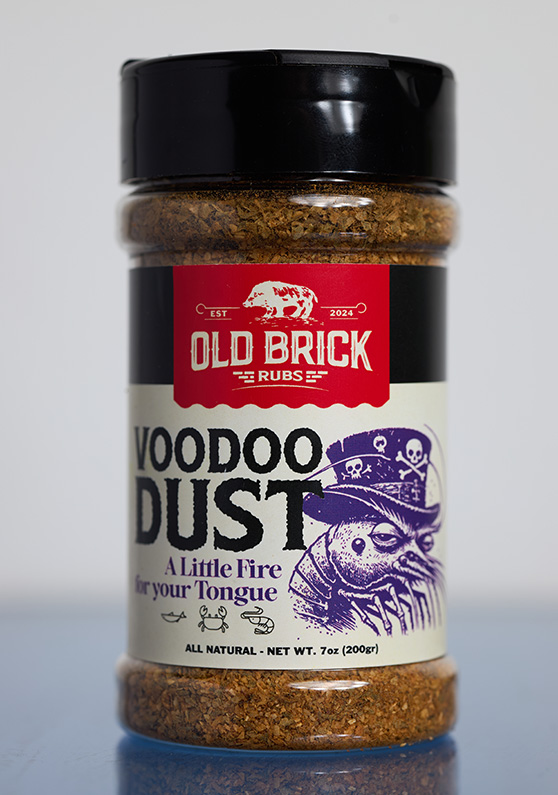 EST 2024
OLD BRICK
RUBS
VOODOO
DUST
A Little Fire
for your Tongue
ALL NATURAL - NET WT. 7oz (200gr)